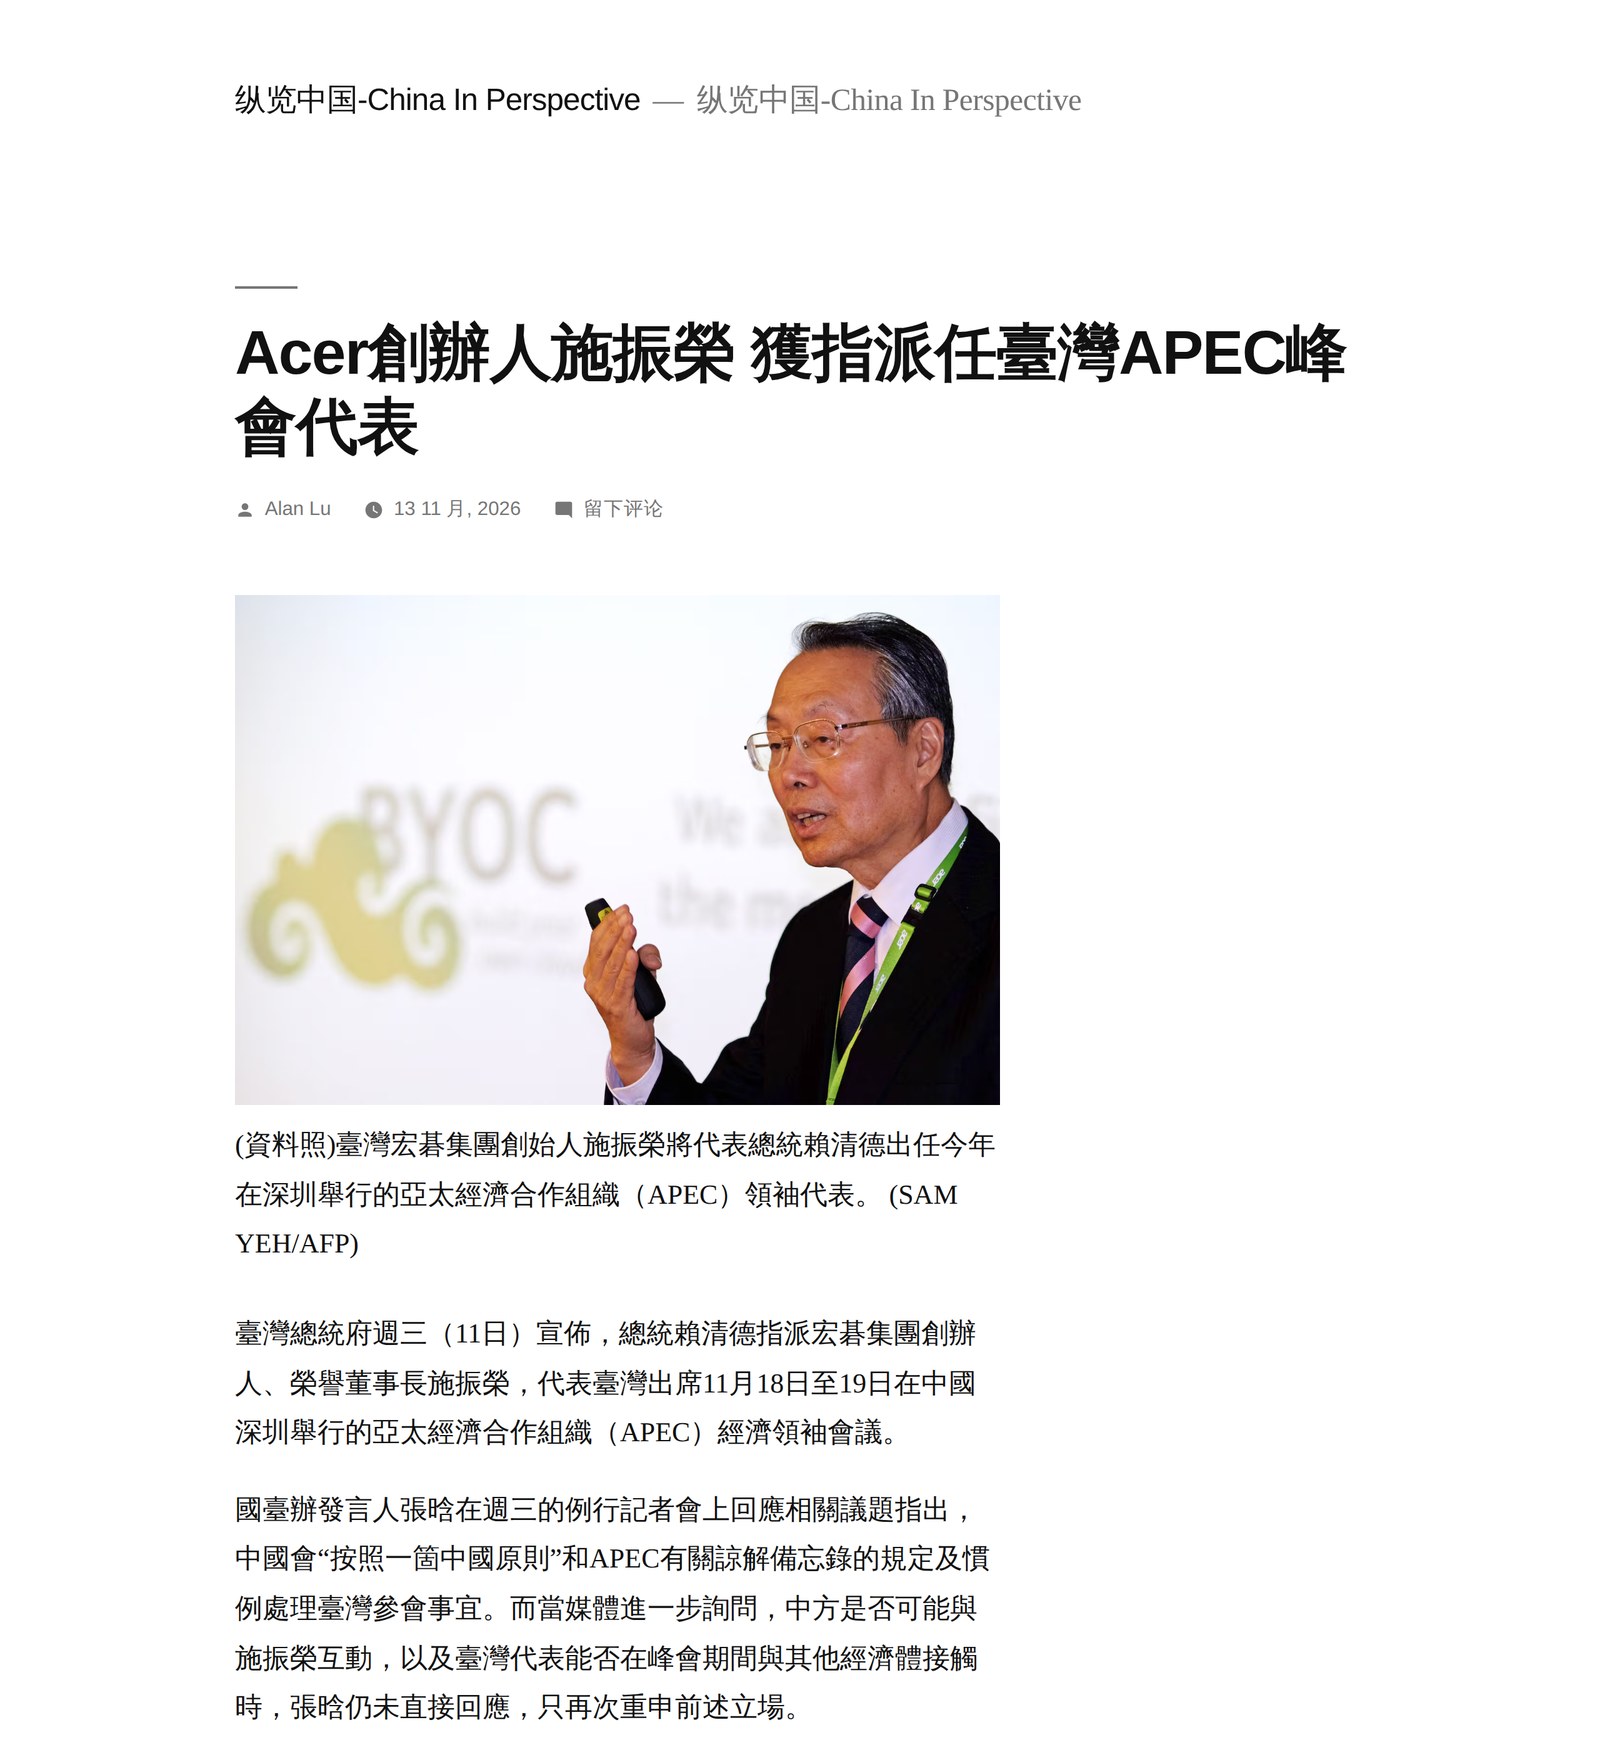 纵览中国-China In Perspective — 纵览中国-China In Perspective
Acer創辦人施振榮 獲指派任臺灣APEC峰
會代表
Alan Lu 13 11 月, 2026 留下评论
BYOC We a
the m
acer
(資料照)臺灣宏碁集團創始人施振榮將代表總統賴清德出任今年
在深圳舉行的亞太經濟合作組織（APEC）領袖代表。 (SAM
YEH/AFP)
臺灣總統府週三（11日）宣佈，總統賴清德指派宏碁集團創辦
人、榮譽董事長施振榮，代表臺灣出席11月18日至19日在中國
深圳舉行的亞太經濟合作組織（APEC）經濟領袖會議。
國臺辦發言人張晗在週三的例行記者會上回應相關議題指出，
中國會“按照一箇中國原則”和APEC有關諒解備忘錄的規定及慣
例處理臺灣參會事宜。而當媒體進一步詢問，中方是否可能與
施振榮互動，以及臺灣代表能否在峰會期間與其他經濟體接觸
時，張晗仍未直接回應，只再次重申前述立場。